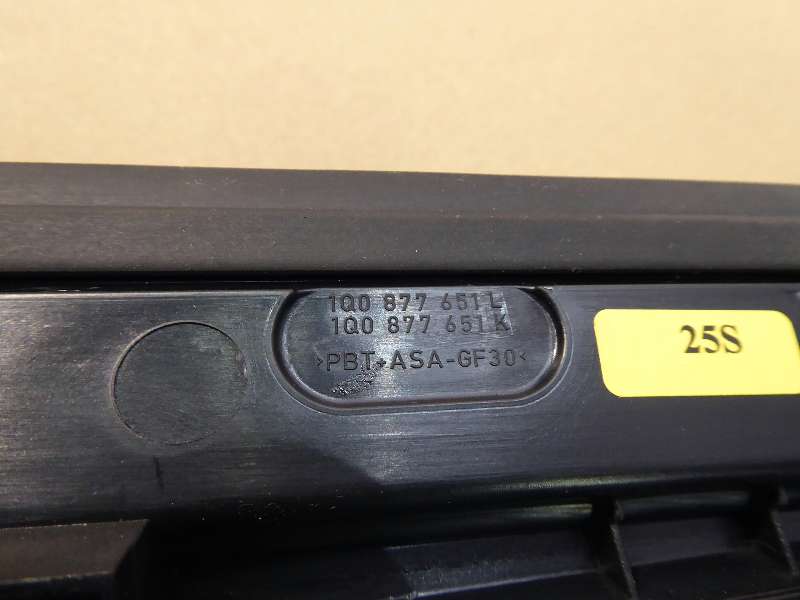 1Q0 877 651 L
1Q0 877 651 K
>PBT+ASA-GF30<
25S